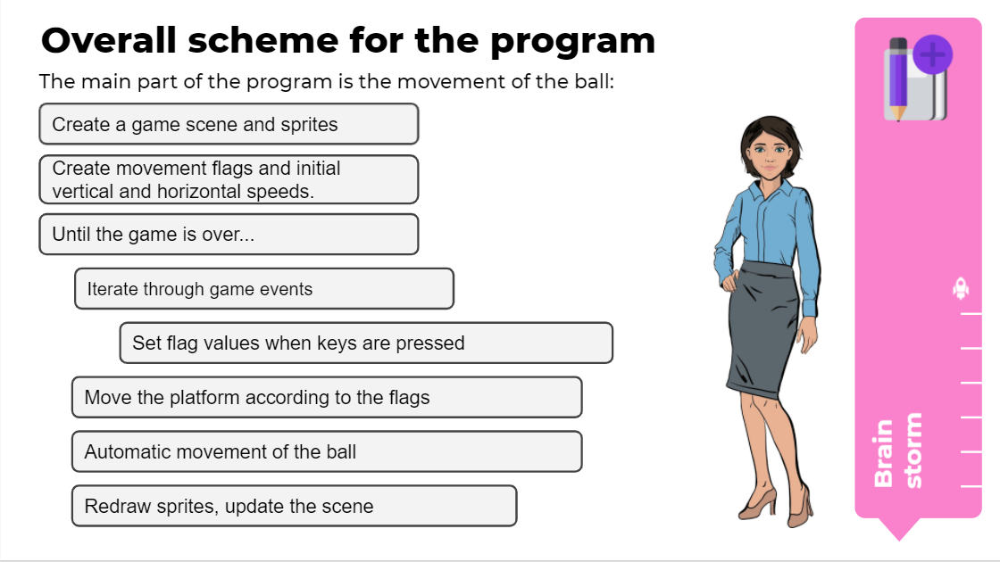 Overall scheme for the program
The main part of the program is the movement of the ball:
Create a game scene and sprites
Create movement flags and initial
vertical and horizontal speeds.
Until the game is over...
Iterate through game events
Set flag values when keys are pressed
Move the platform according to the flags
Automatic movement of the ball
Redraw sprites, update the scene
Brain
storm